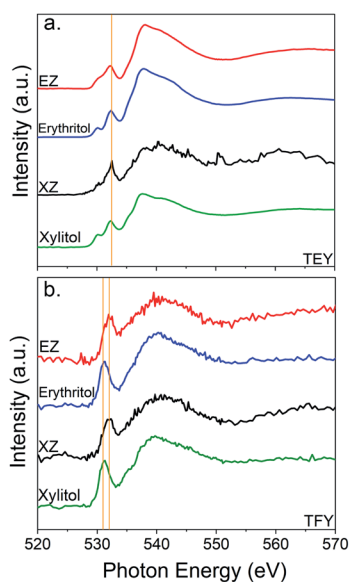 a.
Intensity (a.u.)
EZ
Erythritol
XZ
Xylitol
TEY
b.
Intensity (a.u.)
EZ
Erythritol
XZ
Xylitol
TFY
520 530 540 550 560 570
Photon Energy (eV)